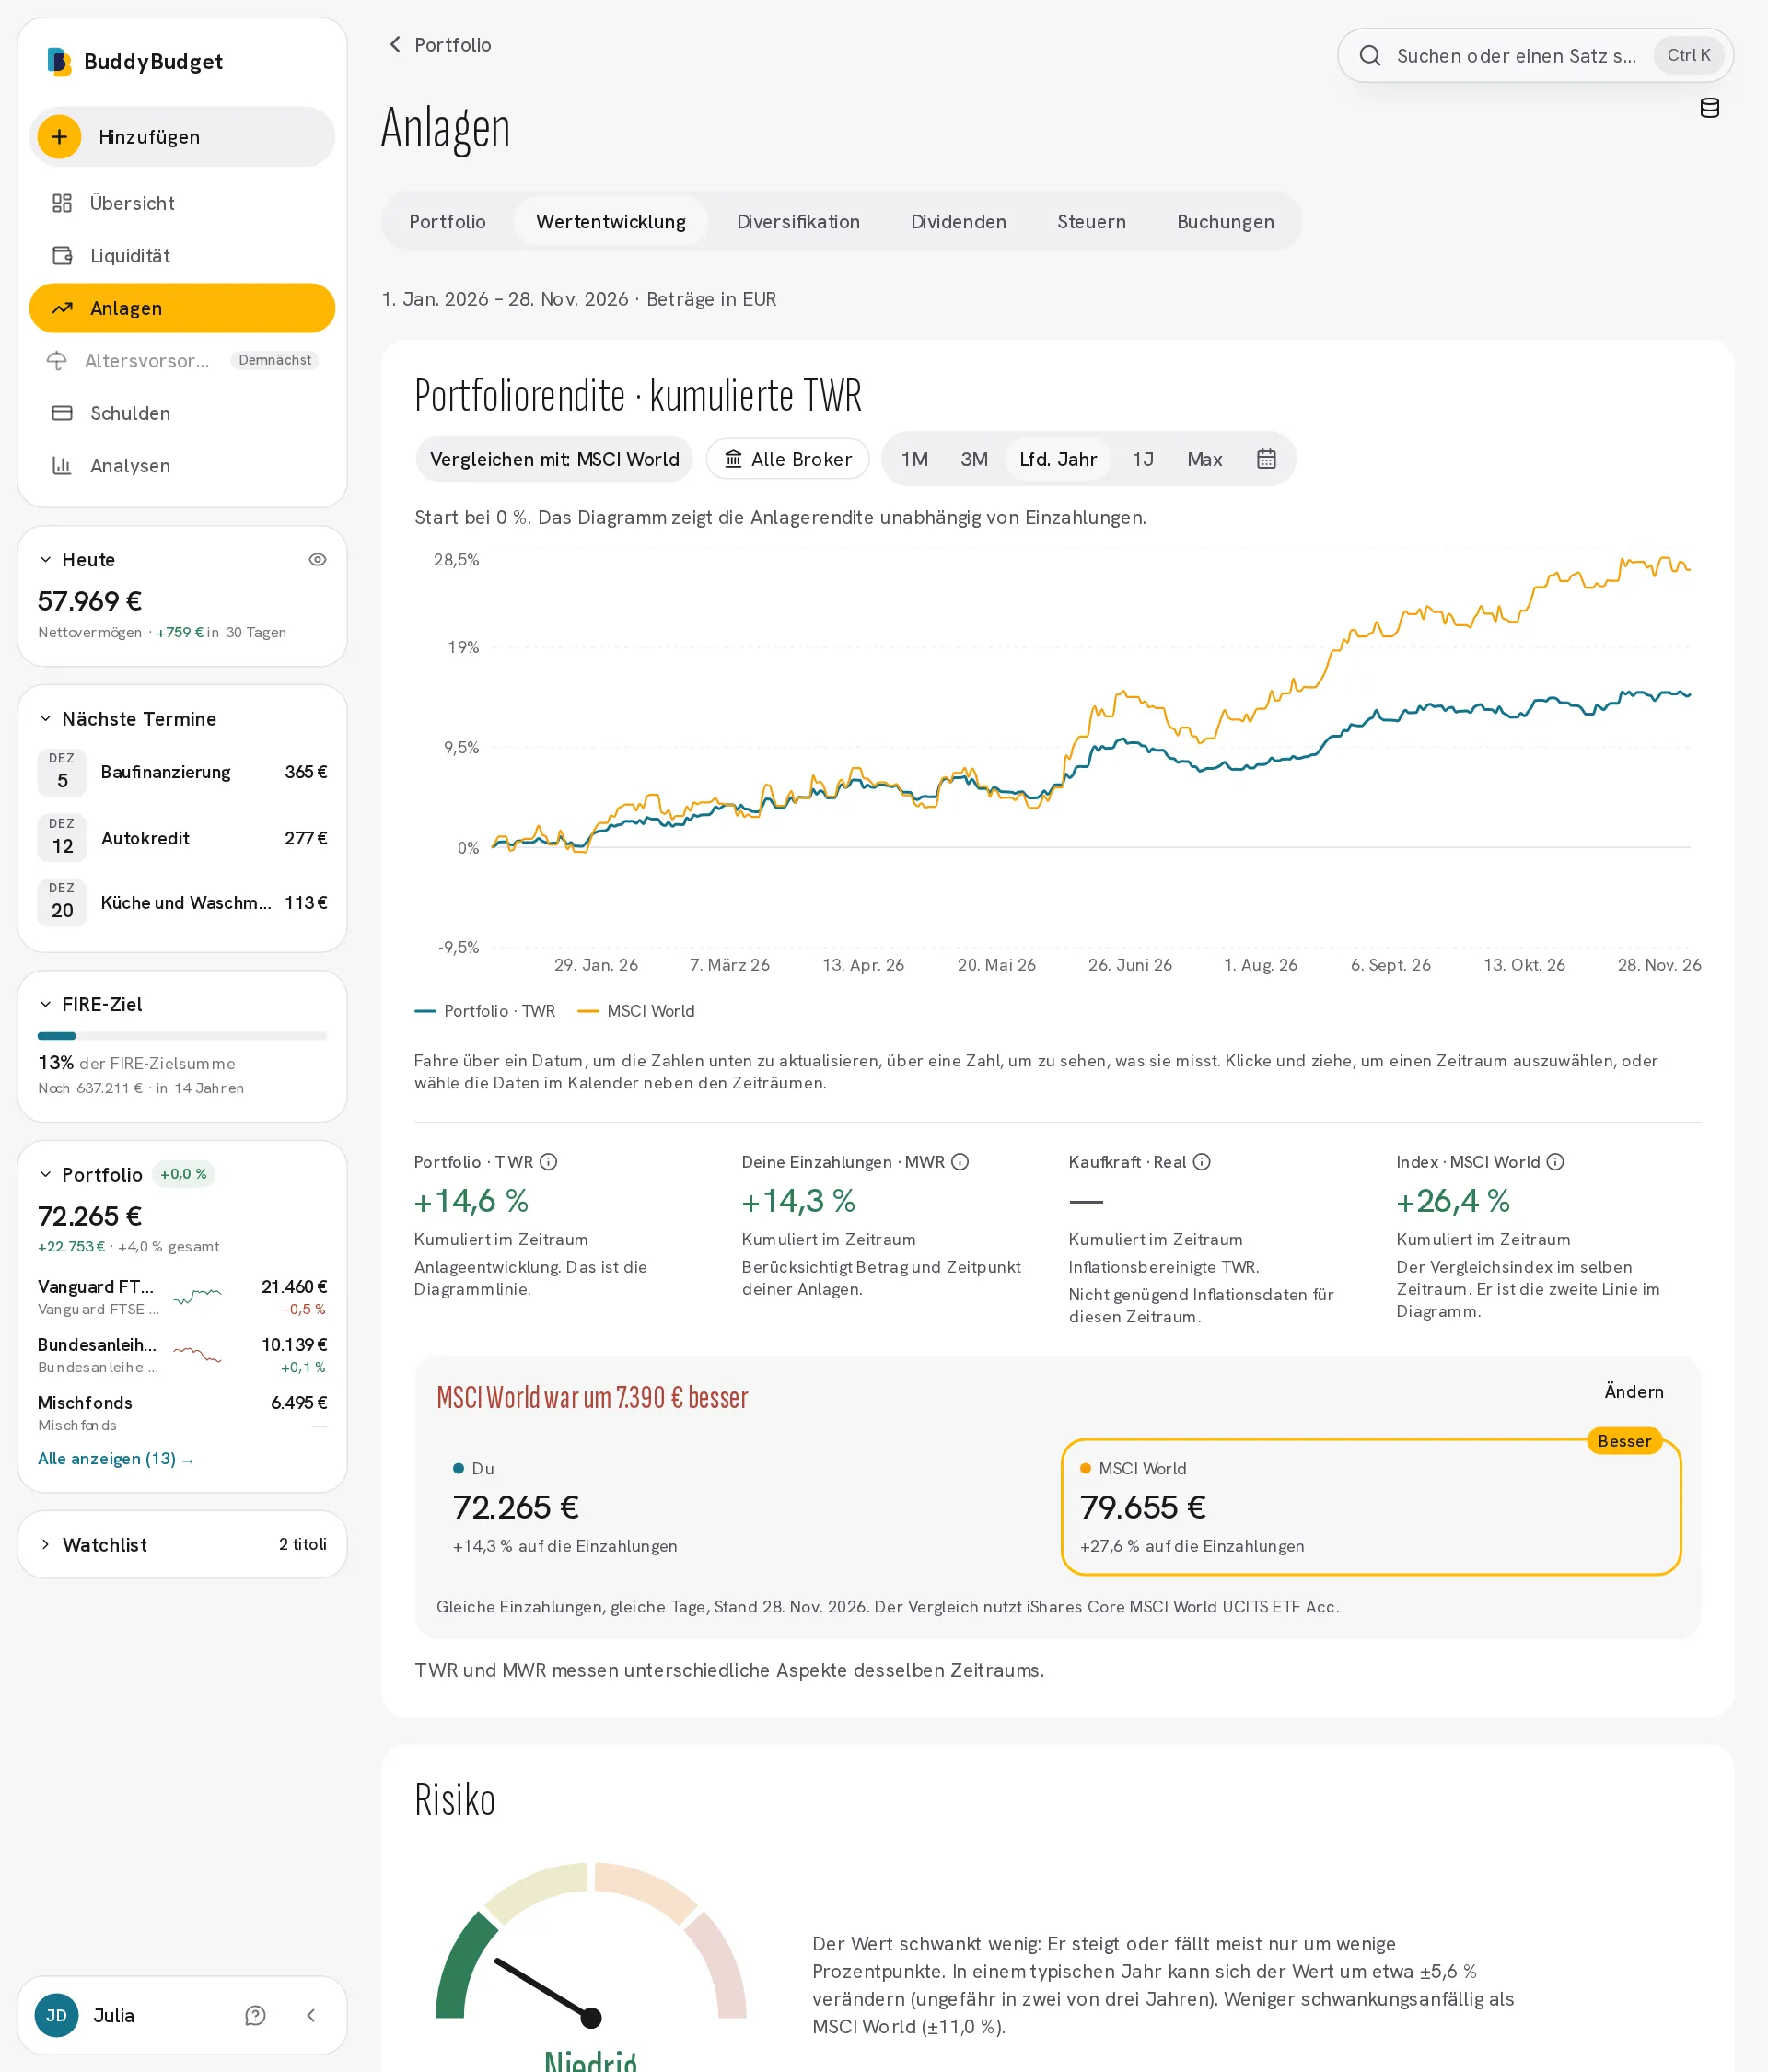 BuddyBudget
Hinzufügen
Übersicht
Liquidität
Anlagen
Altersvorsor... Demnächst
Schulden
Analysen
Heute
57.969 €
Nettovermögen · +759 € in 30 Tagen
Nächste Termine
DEZ
5 Baufinanzierung 365 €
DEZ
12 Autokredit 277 €
DEZ
20 Küche und Waschm... 113 €
FIRE-Ziel
13% der FIRE-Zielsumme
Noch 637.211 € · in 14 Jahren
Portfolio +0,0 %
72.265 €
+22.753 € · +4,0 % gesamt
Vanguard FT... 21.460 €
Vanguard FTSE ... −0,5 %
Bundesanleih... 10.139 €
Bundesanleihe ... +0,1 %
Mischfonds 6.495 €
Mischfonds —
Alle anzeigen (13) →
Watchlist 2 titoli
JD Julia
Portfolio
Suchen oder einen Satz s... Ctrl K
Anlagen
Portfolio Wertentwicklung Diversifikation Dividenden Steuern Buchungen
1. Jan. 2026 – 28. Nov. 2026 · Beträge in EUR
Portfoliorendite · kumulierte TWR
Vergleichen mit: MSCI World Alle Broker 1M 3M Lfd. Jahr 1J Max
Start bei 0 %. Das Diagramm zeigt die Anlagerendite unabhängig von Einzahlungen.
28,5%
19%
9,5%
0%
-9,5%
29. Jan. 26 7. März 26 13. Apr. 26 20. Mai 26 26. Juni 26 1. Aug. 26 6. Sept. 26 13. Okt. 26 28. Nov. 26
Portfolio · TWR MSCI World
Fahre über ein Datum, um die Zahlen unten zu aktualisieren, über eine Zahl, um zu sehen, was sie misst. Klicke und ziehe, um einen Zeitraum auszuwählen, oder
wähle die Daten im Kalender neben den Zeiträumen.
Portfolio · TWR
+14,6 %
Kumuliert im Zeitraum
Anlageentwicklung. Das ist die
Diagrammlinie.
Deine Einzahlungen · MWR
+14,3 %
Kumuliert im Zeitraum
Berücksichtigt Betrag und Zeitpunkt
deiner Anlagen.
Kaufkraft · Real
—
Kumuliert im Zeitraum
Inflationsbereinigte TWR.
Nicht genügend Inflationsdaten für
diesen Zeitraum.
Index · MSCI World
+26,4 %
Kumuliert im Zeitraum
Der Vergleichsindex im selben
Zeitraum. Er ist die zweite Linie im
Diagramm.
MSCI World war um 7.390 € besser
Ändern
Du
72.265 €
+14,3 % auf die Einzahlungen
Besser
MSCI World
79.655 €
+27,6 % auf die Einzahlungen
Gleiche Einzahlungen, gleiche Tage, Stand 28. Nov. 2026. Der Vergleich nutzt iShares Core MSCI World UCITS ETF Acc.
TWR und MWR messen unterschiedliche Aspekte desselben Zeitraums.
Risiko
Der Wert schwankt wenig: Er steigt oder fällt meist nur um wenige
Prozentpunkte. In einem typischen Jahr kann sich der Wert um etwa ±5,6 %
verändern (ungefähr in zwei von drei Jahren). Weniger schwankungsanfällig als
MSCI World (±11,0 %).
Niedrig